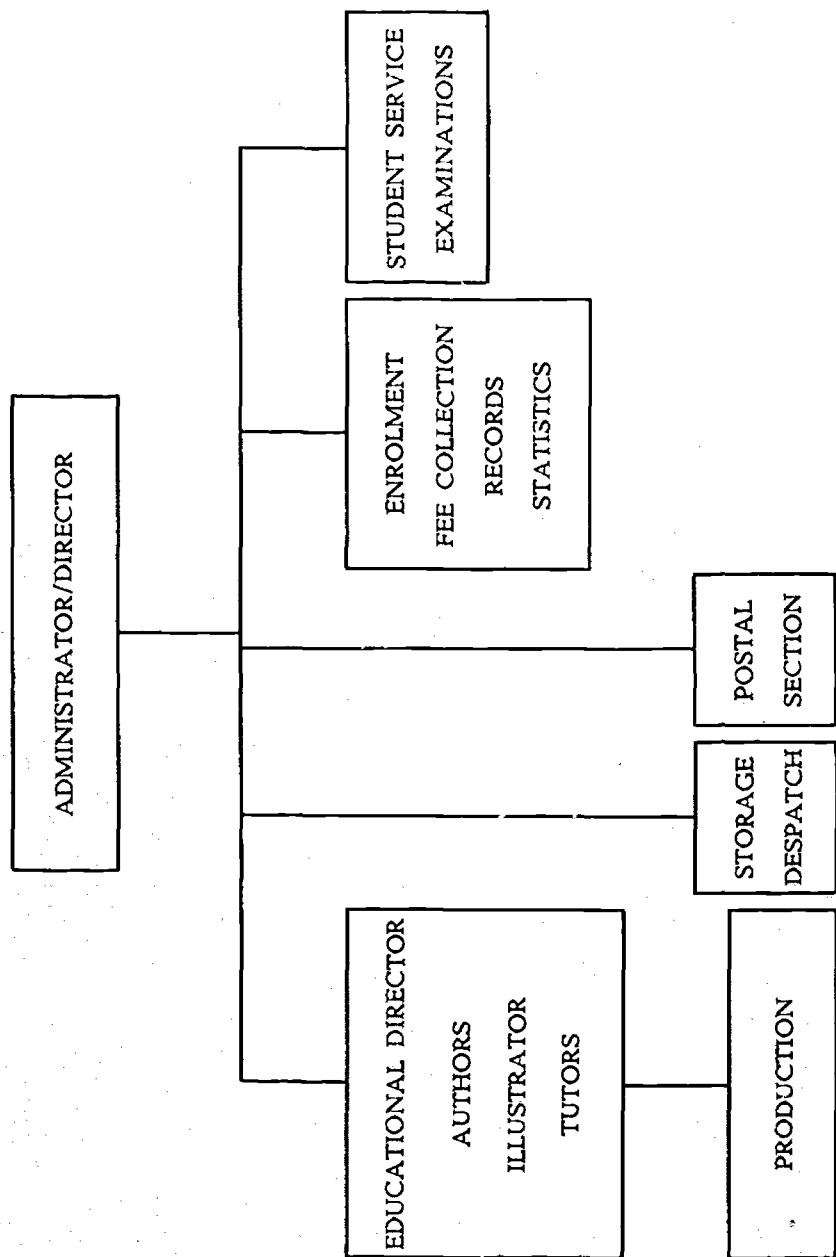 ADMINISTRATOR/DIRECTOR
EDUCATIONAL DIRECTOR
AUTHORS
ILLUSTRATOR
TUTORS
PRODUCTION
STORAGE
DESPATCH
POSTAL
SECTION
ENROLMENT
FEE COLLECTION
RECORDS
STATISTICS
STUDENT SERVICE
EXAMINATIONS